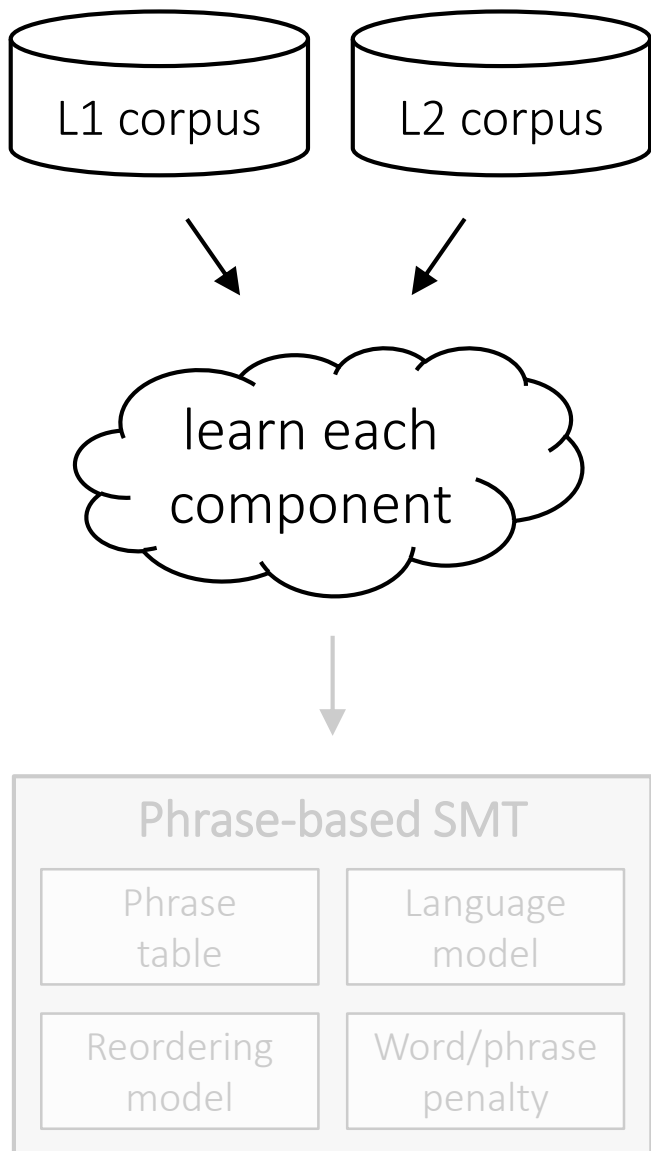 L1 corpus
L2 corpus
learn each
component
Phrase-based SMT
Phrase
table
Language
model
Reordering
model
Word/phrase
penalty